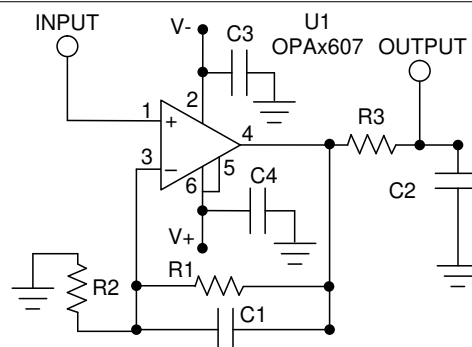 INPUT
V-
C3
U1
OPAx607
OUTPUT
2
1
+
4
R3
3
−
5
6
C4
C2
V+
R1
R2
C1